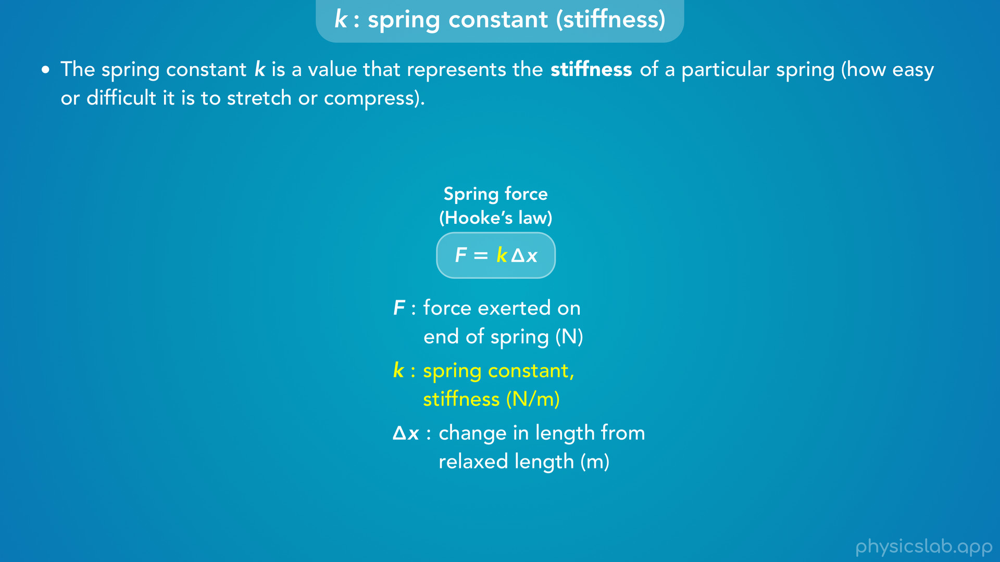 k : spring constant (stiffness)
• The spring constant k is a value that represents the stiffness of a particular spring (how easy
or difficult it is to stretch or compress).
Spring force
(Hooke’s law)
F = k Δx
F : force exerted on
end of spring (N)
k : spring constant,
stiffness (N/m)
Δx : change in length from
relaxed length (m)
physicslab.app